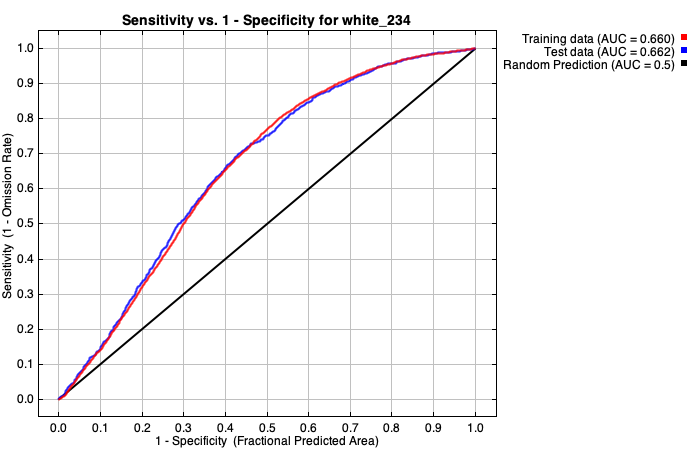 Sensitivity vs. 1 - Specificity for white_234
Training data (AUC = 0.660)
Test data (AUC = 0.662)
Random Prediction (AUC = 0.5)
Sensitivity (1 - Omission Rate)
1.0
0.9
0.8
0.7
0.6
0.5
0.4
0.3
0.2
0.1
0.0
0.0 0.1 0.2 0.3 0.4 0.5 0.6 0.7 0.8 0.9 1.0
1 - Specificity (Fractional Predicted Area)